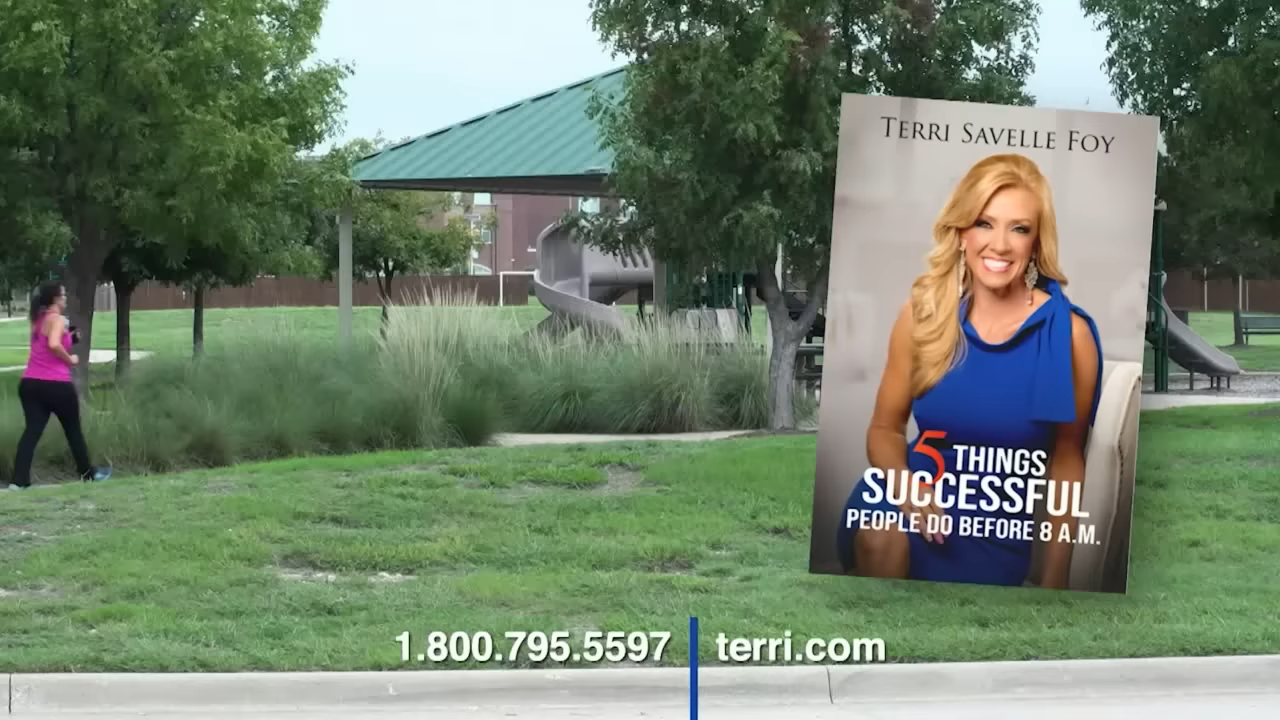 TERRI SAVELLE FOY
5 THINGS
SUCCESSFUL
PEOPLE DO BEFORE 8 A.M.
1.800.795.5597 | terri.com